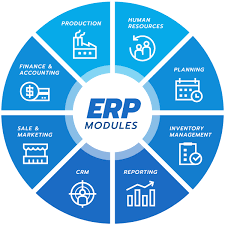 PRODUCTION
HUMAN
RESOURCES
FINANCE &
ACCOUNTING
PLANNING
ERP
MODULES
SALE &
MARKETING
INVENTORY
MANAGEMENT
CRM
REPORTING